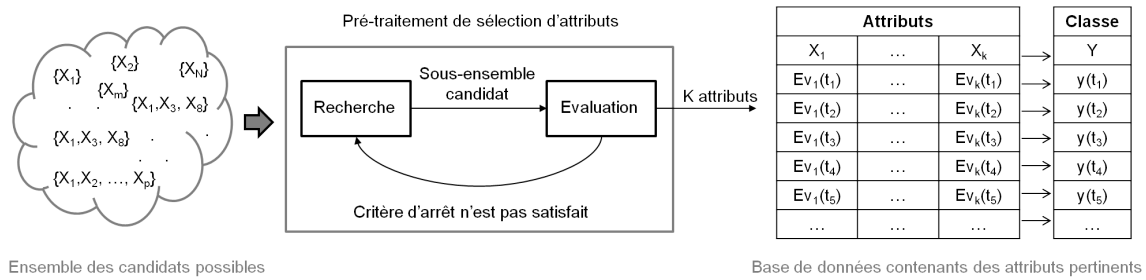 Pré-traitement de sélection d'attributs
{X1} {X2} {XN}
{Xm}
. . {X1,X3, X8}
{X1,X3, X8} . .
. .
{X1,X2, …, Xp}
Recherche
Sous-ensemble
candidat
Evaluation
K attributs
Critère d'arrêt n'est pas satisfait
Attributs Classe
X1 … Xk Y
Ev1(t1) … Evk(t1) y(t1)
Ev1(t2) … Evk(t2) y(t2)
Ev1(t3) … Evk(t3) y(t3)
Ev1(t4) … Evk(t4) y(t4)
Ev1(t5) … Evk(t5) y(t5)
… … … …
Ensemble des candidats possibles
Base de données contenants des attributs pertinents